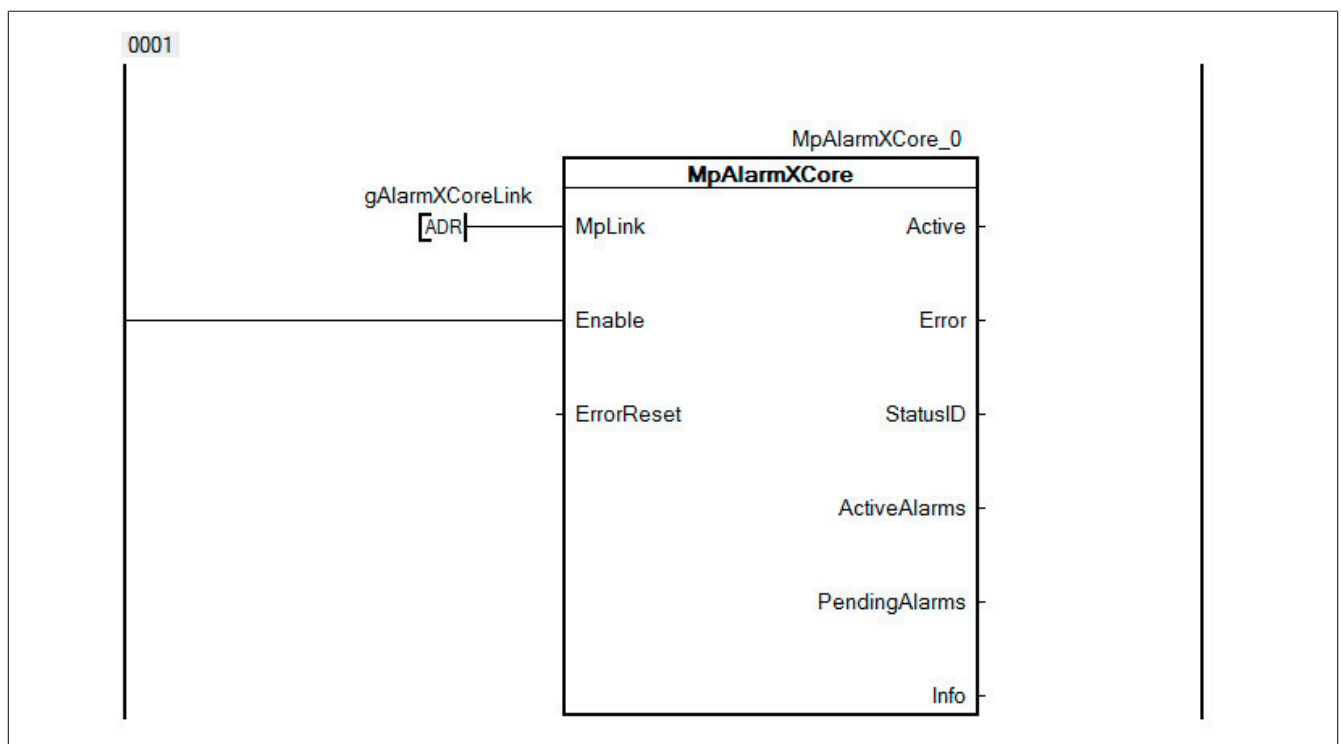 0001
MpAlarmXCore_0
MpAlarmXCore
gAlarmXCoreLink
ADR MpLink Active
Enable Error
ErrorReset StatusID
ActiveAlarms
PendingAlarms
Info